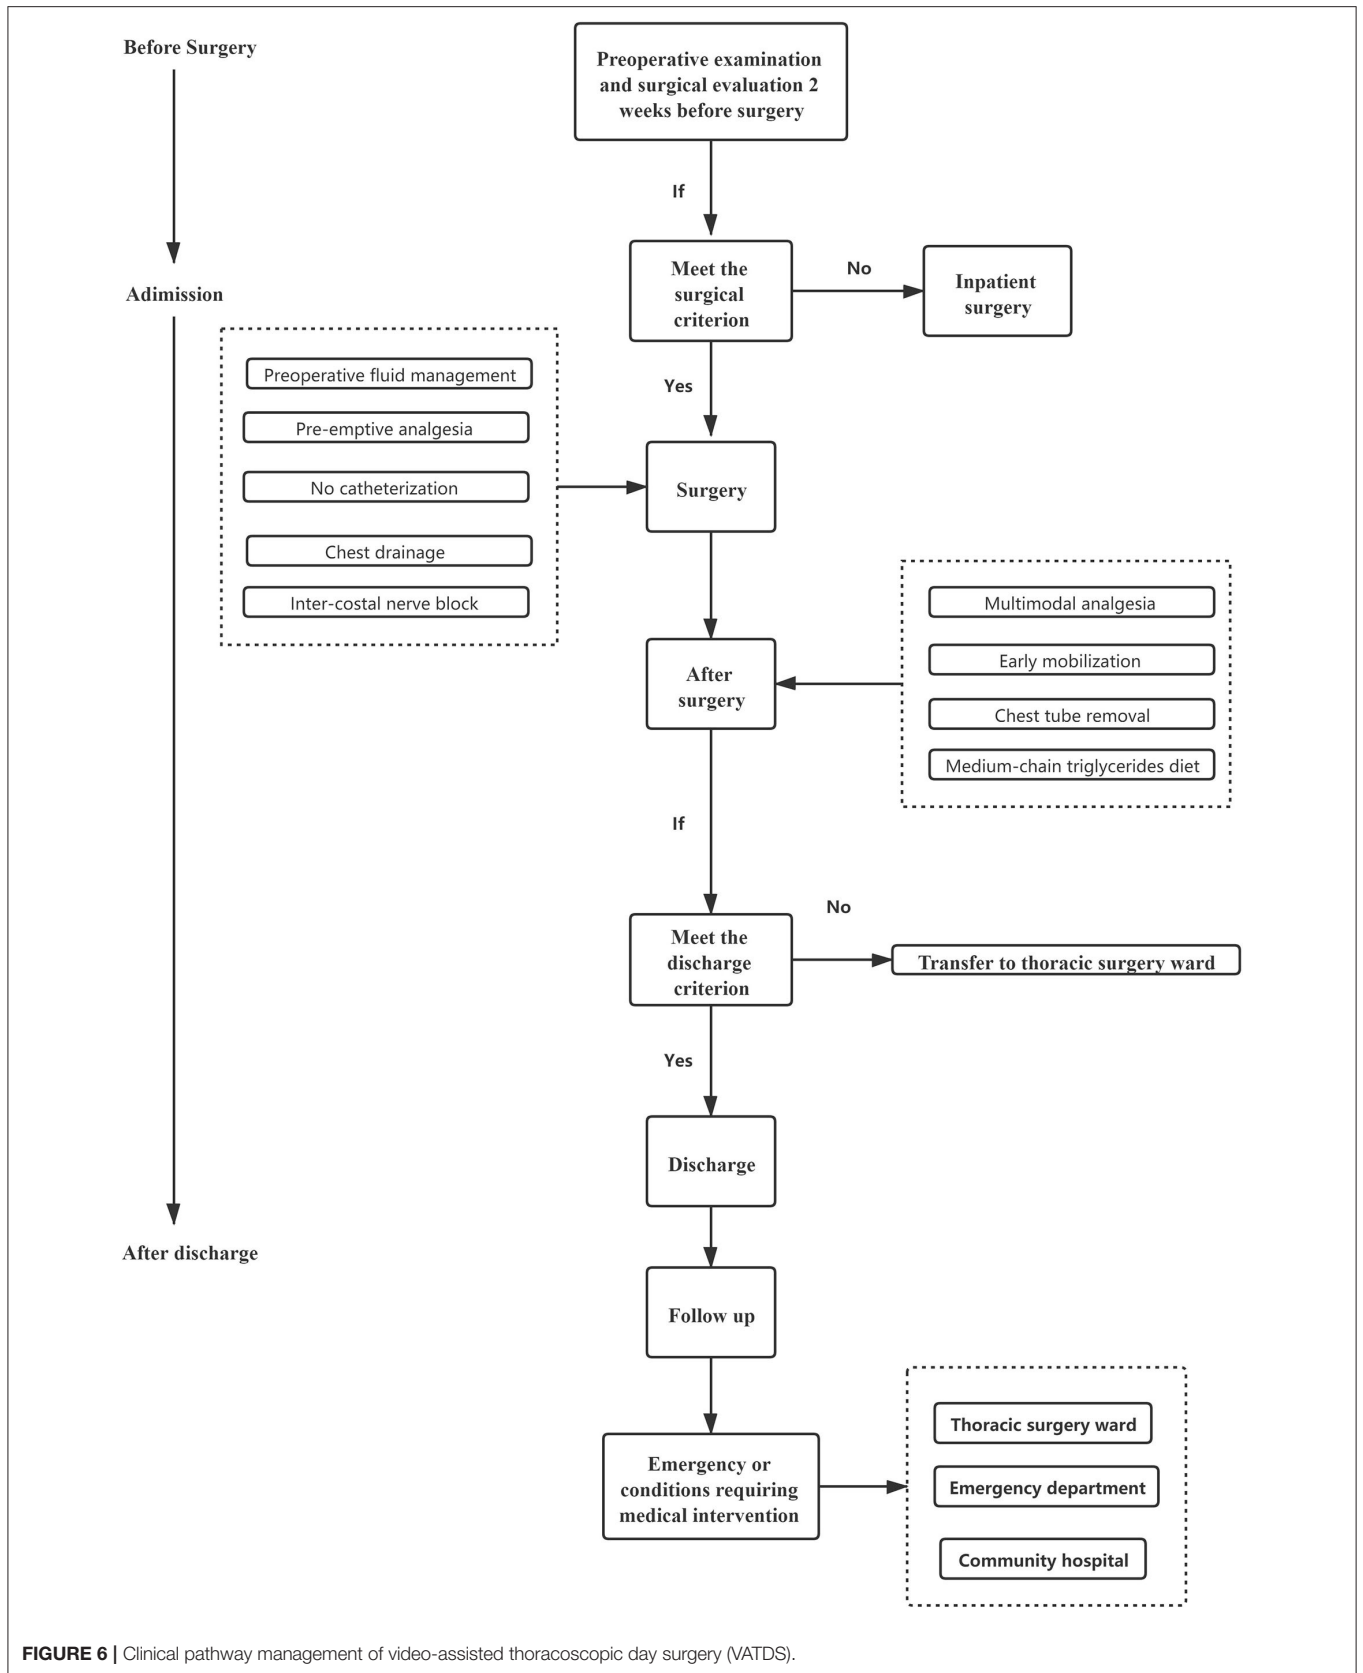 Before Surgery
Preoperative examination
and surgical evaluation 2
weeks before surgery
If
Adimission
Meet the
surgical
criterion
No
Inpatient
surgery
Yes
Preoperative fluid management
Pre-emptive analgesia
No catheterization
Chest drainage
Inter-costal nerve block
Surgery
After
surgery
Multimodal analgesia
Early mobilization
Chest tube removal
Medium-chain triglycerides diet
If
Meet the
discharge
criterion
No
Transfer to thoracic surgery ward
Yes
Discharge
After discharge
Follow up
Emergency or
conditions requiring
medical intervention
Thoracic surgery ward
Emergency department
Community hospital
FIGURE 6 | Clinical pathway management of video-assisted thoracoscopic day surgery (VATDS).